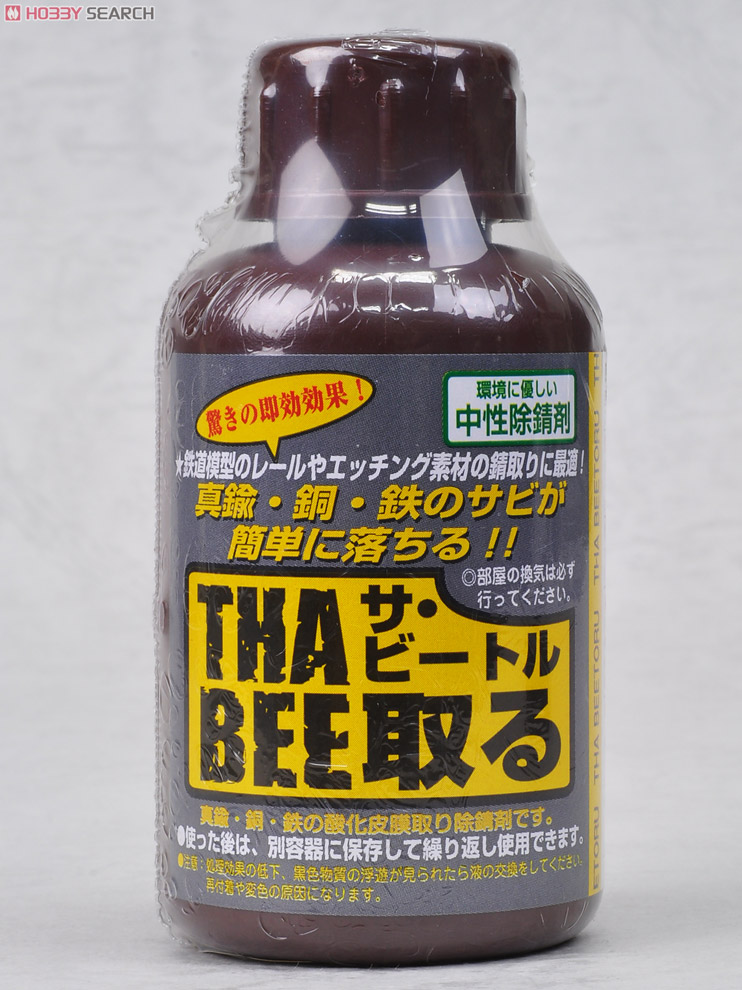 HOBBY SEARCH
驚きの即効効果！
環境に優しい
中性除錆剤
★鉄道模型のレールやエッチング素材の錆取りに最適！
真鍮・銅・鉄のサビが
簡単に落ちる!!
◎部屋の換気は必ず
行ってください。
THA サ・
ビートル
BEE取る
真鍮・銅・鉄の酸化皮膜取り除錆剤です。
●使った後は、別容器に保存して繰り返し使用できます。
●注意：処理効果の低下、黒色物質の浮遊が見られたら液の交換をしてください。
再付着や変色の原因になります。
TH
THA BEETORU
THA BEETORU
ETORU